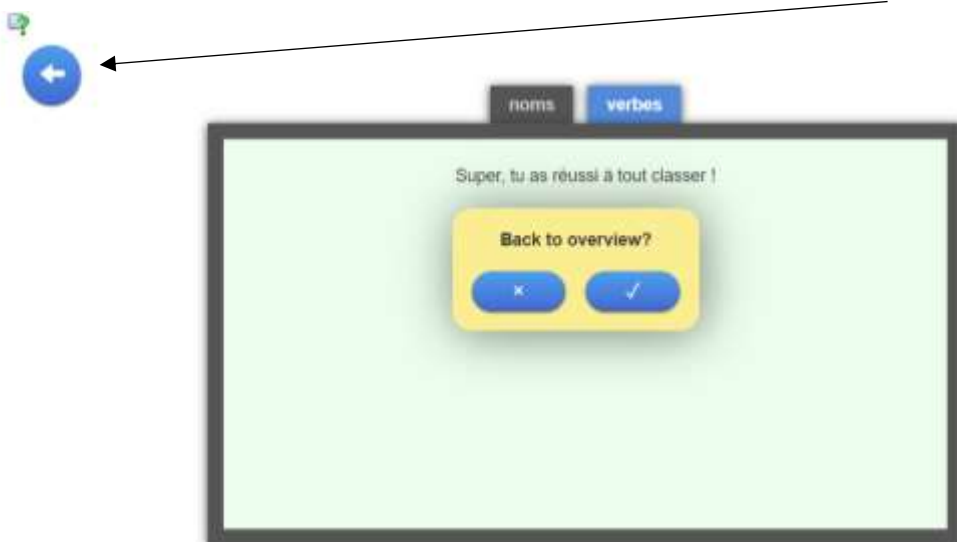 noms verbes
Super, tu as réussi à tout classer !
Back to overview?